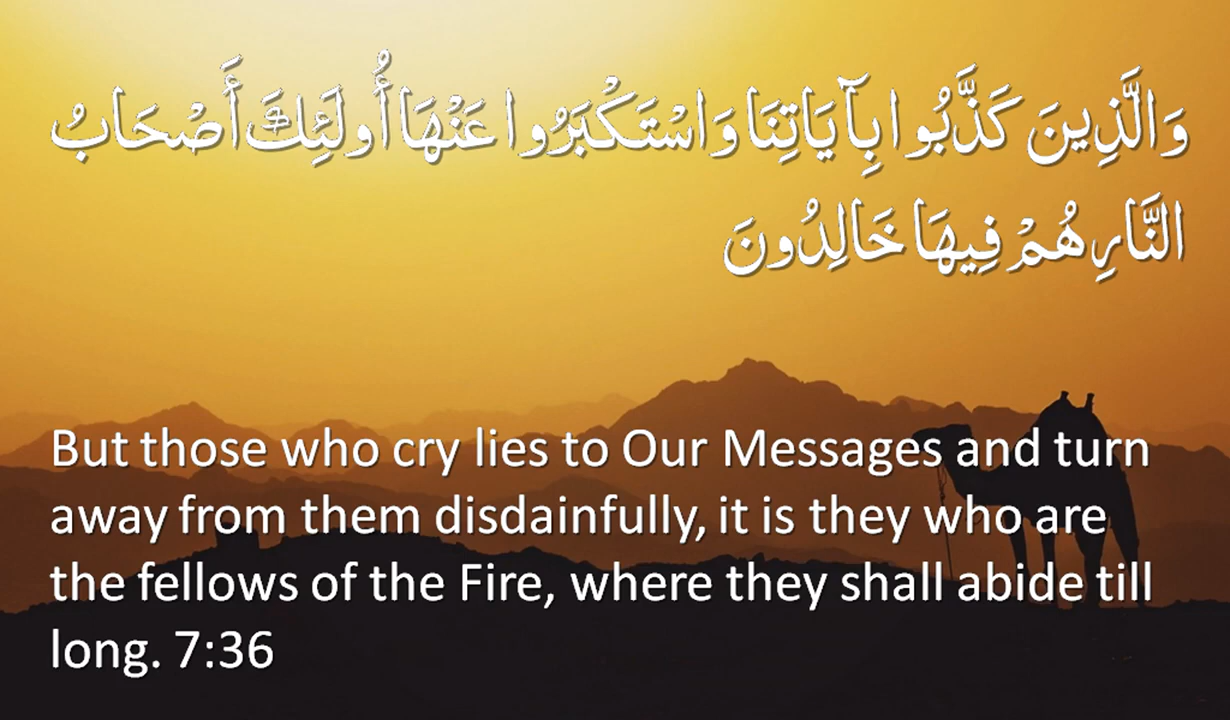 وَالَّذِينَ كَذَّبُوا بِآيَاتِنَا وَاسْتَكْبَرُوا عَنْهَا أُولَئِكَ أَصْحَابُ
النَّارِ هُمْ فِيهَا خَالِدُونَ
But those who cry lies to Our Messages and turn
away from them disdainfully, it is they who are
the fellows of the Fire, where they shall abide till
long. 7:36